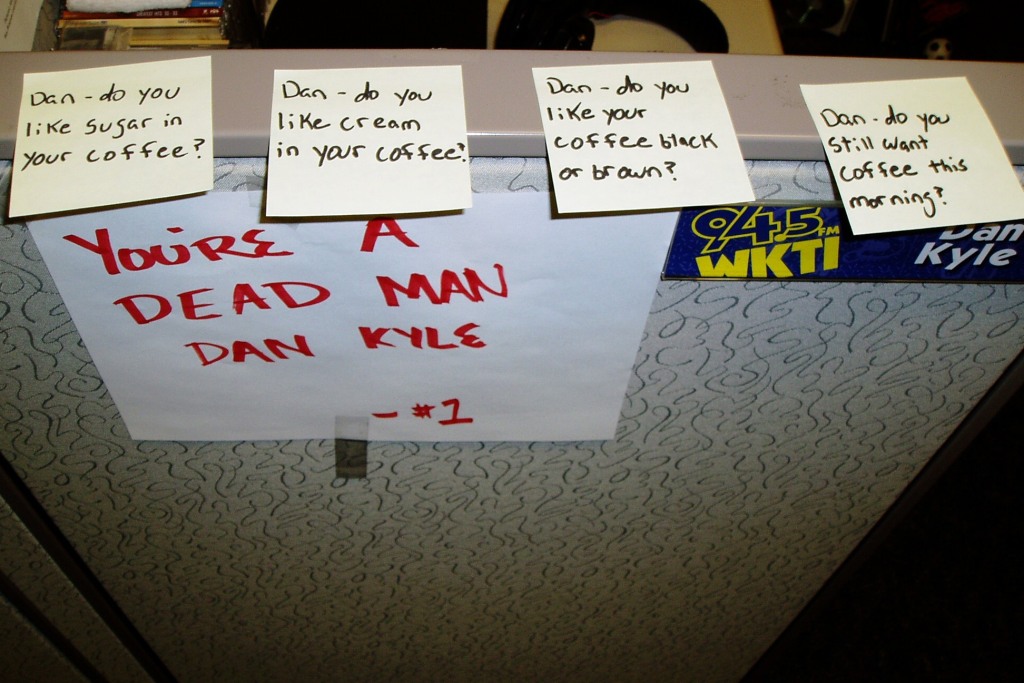 Dan - do you
like sugar in
your coffee?
Dan - do you
like cream
in your coffee?
Dan - do you
like your
coffee black
or brown?
Dan - do you
still want
coffee this
morning?
YOU'RE A
DEAD MAN
DAN KYLE
- #1
94.5 FM
WKTI
Dan
Kyle